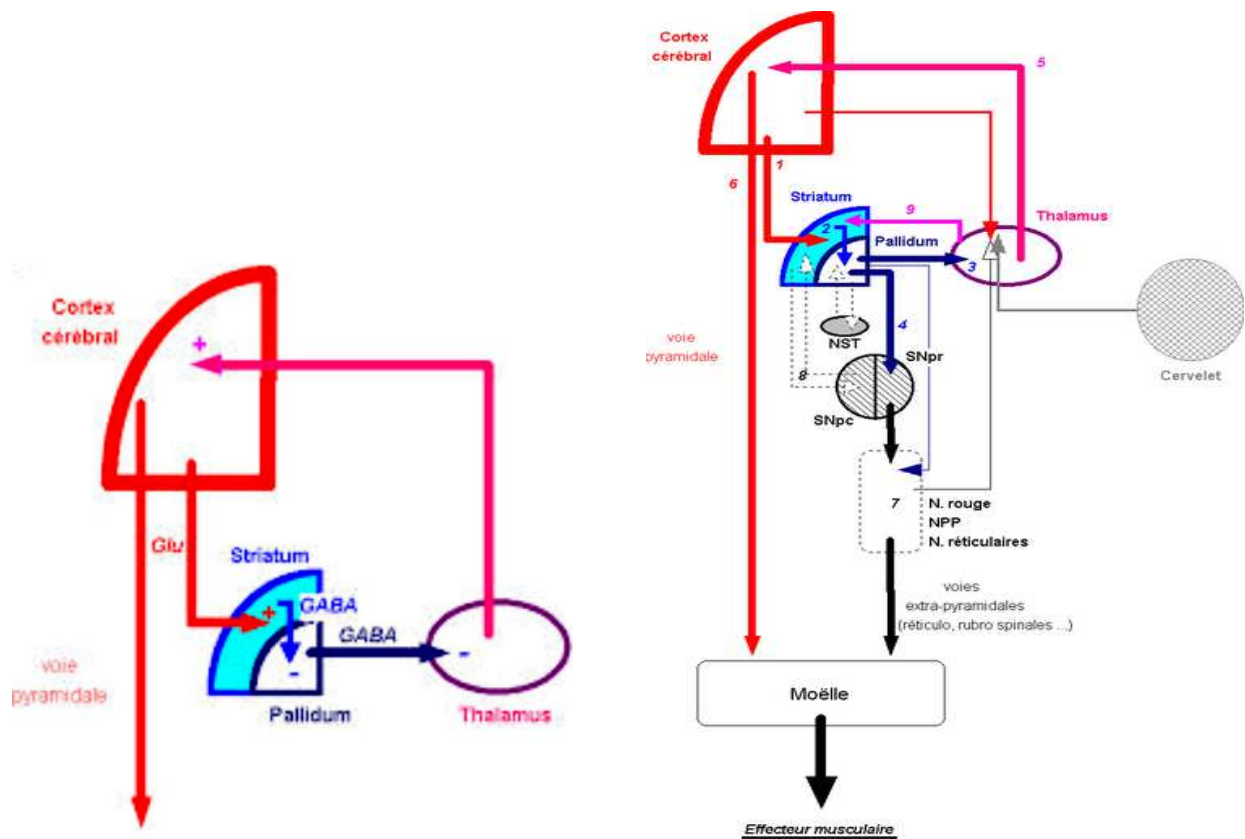 Cortex
cérébral
+
Glu
Striatum
+
GABA
GABA
-
-
voie
pyramidale
Pallidum
Thalamus
Cortex
cérébral
5
1
6
Striatum
9
Thalamus
2
Pallidum
3
4
NST
voie
pyramidale
SNpr
8
Cervelet
SNpc
7
N. rouge
NPP
N. réticulaires
voies
extra-pyramidales
(réticulo, rubro spinales ...)
Moëlle
Effecteur musculaire